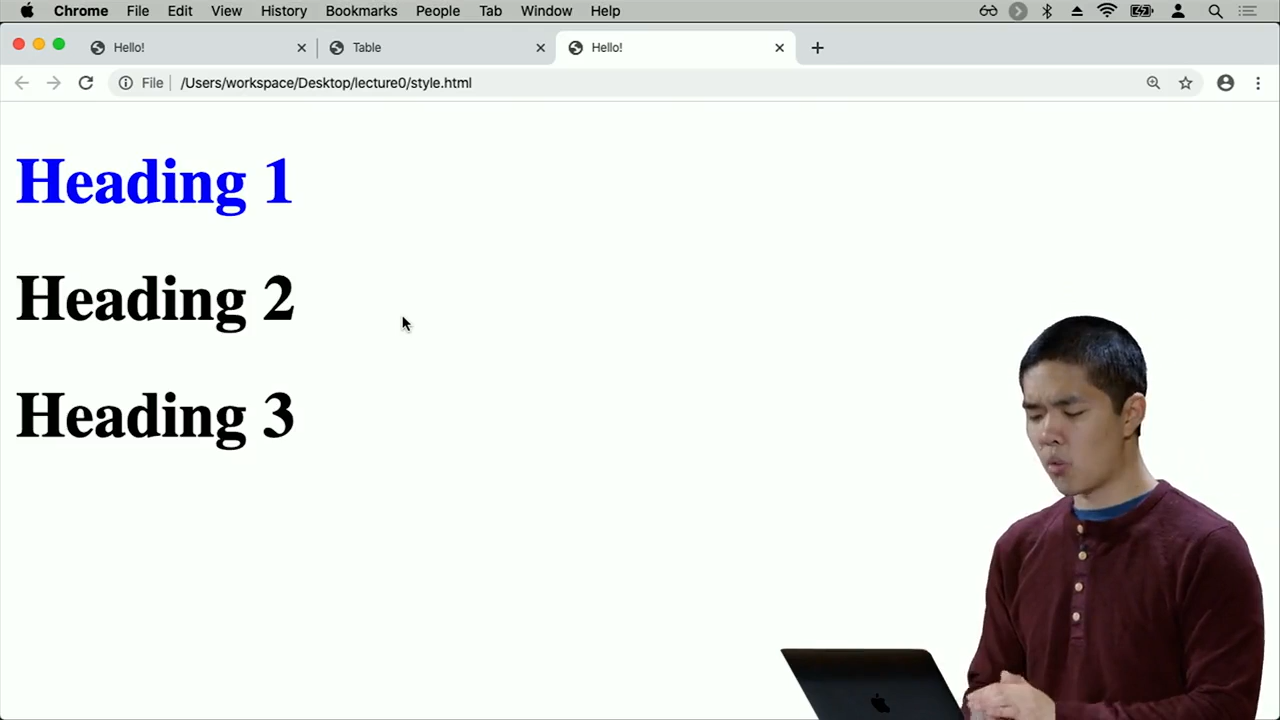 Chrome File Edit View History Bookmarks People Tab Window Help
Hello! Table Hello!
File /Users/workspace/Desktop/lecture0/style.html
Heading 1
Heading 2
Heading 3